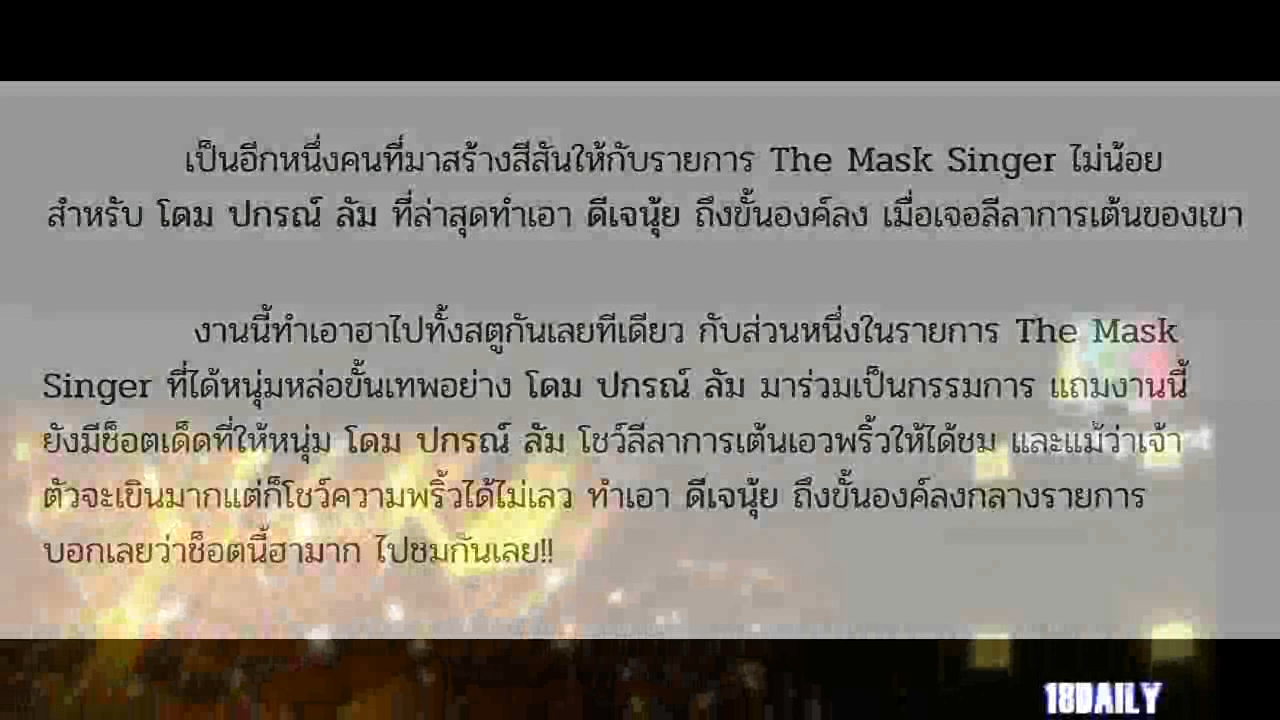 เป็นอีกหนึ่งคนที่มาสร้างสีสันให้กับรายการ The Mask Singer ไม่น้อย
สำหรับ โดม ปกรณ์ ลัม ที่ล่าสุดทำเอา ดีเจนุ้ย ถึงขั้นองค์ลง เมื่อเจอลีลาการเต้นของเขา
งานนี้ทำเอาฮาไปทั้งสตูกันเลยทีเดียว กับส่วนหนึ่งในรายการ The Mask
Singer ที่ได้หนุ่มหล่อขั้นเทพอย่าง โดม ปกรณ์ ลัม มาร่วมเป็นกรรมการ แถมงานนี้
ยังมีช็อตเด็ดที่ให้หนุ่ม โดม ปกรณ์ ลัม โชว์ลีลาการเต้นเอวพริ้วให้ได้ชม และแม้ว่าเจ้า
ตัวจะเขินมากแต่ก็โชว์ความพริ้วได้ไม่เลว ทำเอา ดีเจนุ้ย ถึงขั้นองค์ลงกลางรายการ
บอกเลยว่าช็อตนี้ฮามาก ไปชมกันเลย!!
18DAILY